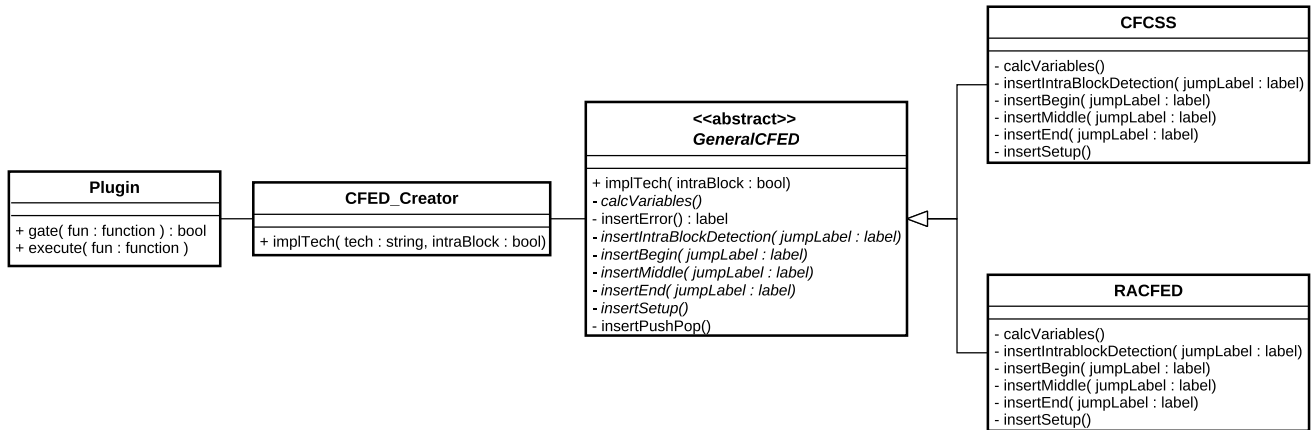 Plugin
+ gate( fun : function ) : bool
+ execute( fun : function )
CFED_Creator
+ implTech( tech : string, intraBlock : bool)
<<abstract>>
GeneralCFED
+ implTech( intraBlock : bool)
- calcVariables()
- insertError() : label
- insertIntraBlockDetection( jumpLabel : label)
- insertBegin( jumpLabel : label)
- insertMiddle( jumpLabel : label)
- insertEnd( jumpLabel : label)
- insertSetup()
- insertPushPop()
CFCSS
- calcVariables()
- insertIntraBlockDetection( jumpLabel : label)
- insertBegin( jumpLabel : label)
- insertMiddle( jumpLabel : label)
- insertEnd( jumpLabel : label)
- insertSetup()
RACFED
- calcVariables()
- insertIntrablockDetection( jumpLabel : label)
- insertBegin( jumpLabel : label)
- insertMiddle( jumpLabel : label)
- insertEnd( jumpLabel : label)
- insertSetup()